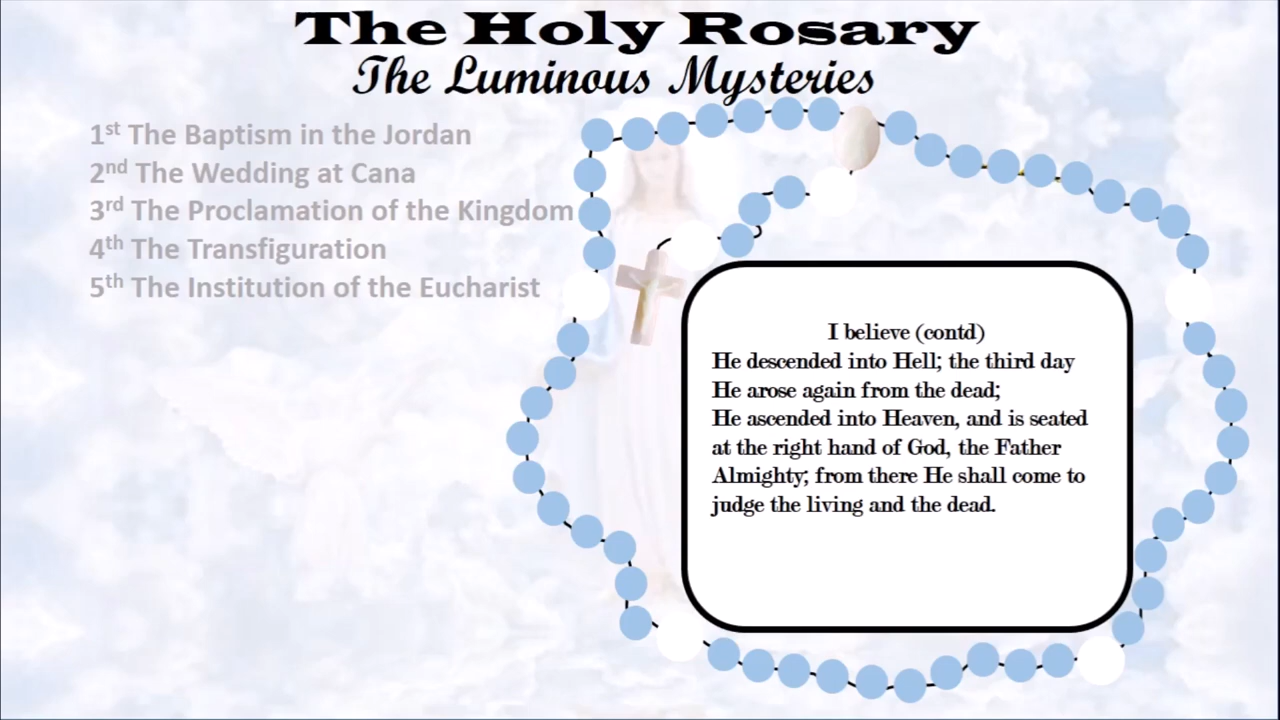 The Holy Rosary
The Luminous Mysteries
1st The Baptism in the Jordan
2nd The Wedding at Cana
3rd The Proclamation of the Kingdom
4th The Transfiguration
5th The Institution of the Eucharist
I believe (contd)
He descended into Hell; the third day
He arose again from the dead;
He ascended into Heaven, and is seated
at the right hand of God, the Father
Almighty; from there He shall come to
judge the living and the dead.